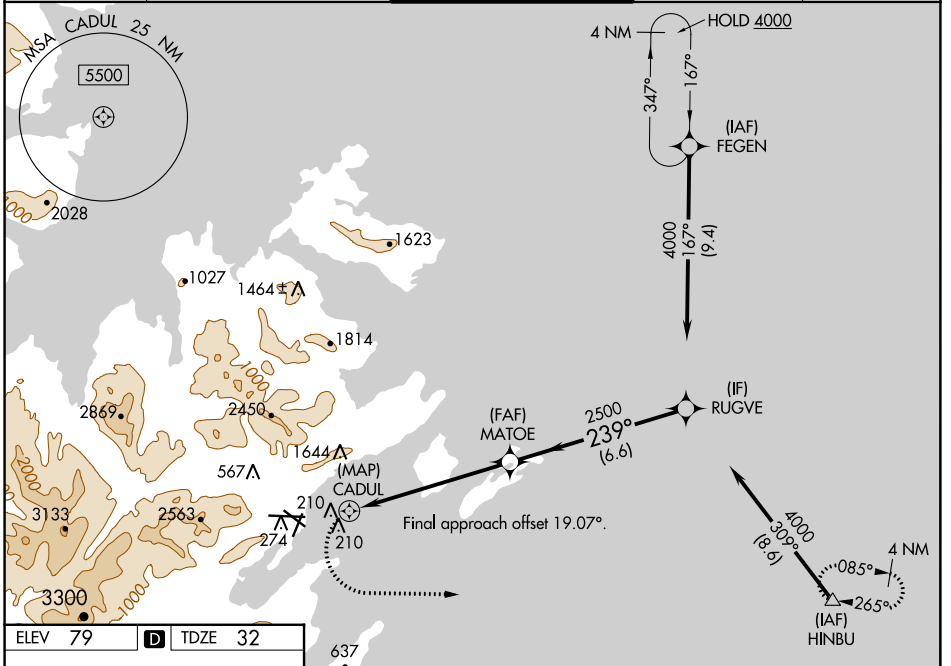 MSA CADUL 25 NM
5500
4 NM
HOLD 4000
347°
167°
(IAF)
FEGEN
4000
167°
(9.4)
2028
1000
1623
1027
1464 ±
1814
1000
2869
2450
(IF)
RUGVE
2500
239°
(6.6)
(FAF)
MATOE
1644
567
(MAP)
CADUL
2000
210
210
274
Final approach offset 19.07°.
3133
2563
4000
309°
(8.6)
4 NM
085°
265°
(IAF)
HINBU
3300
1000
ELEV 79
D
TDZE 32
637